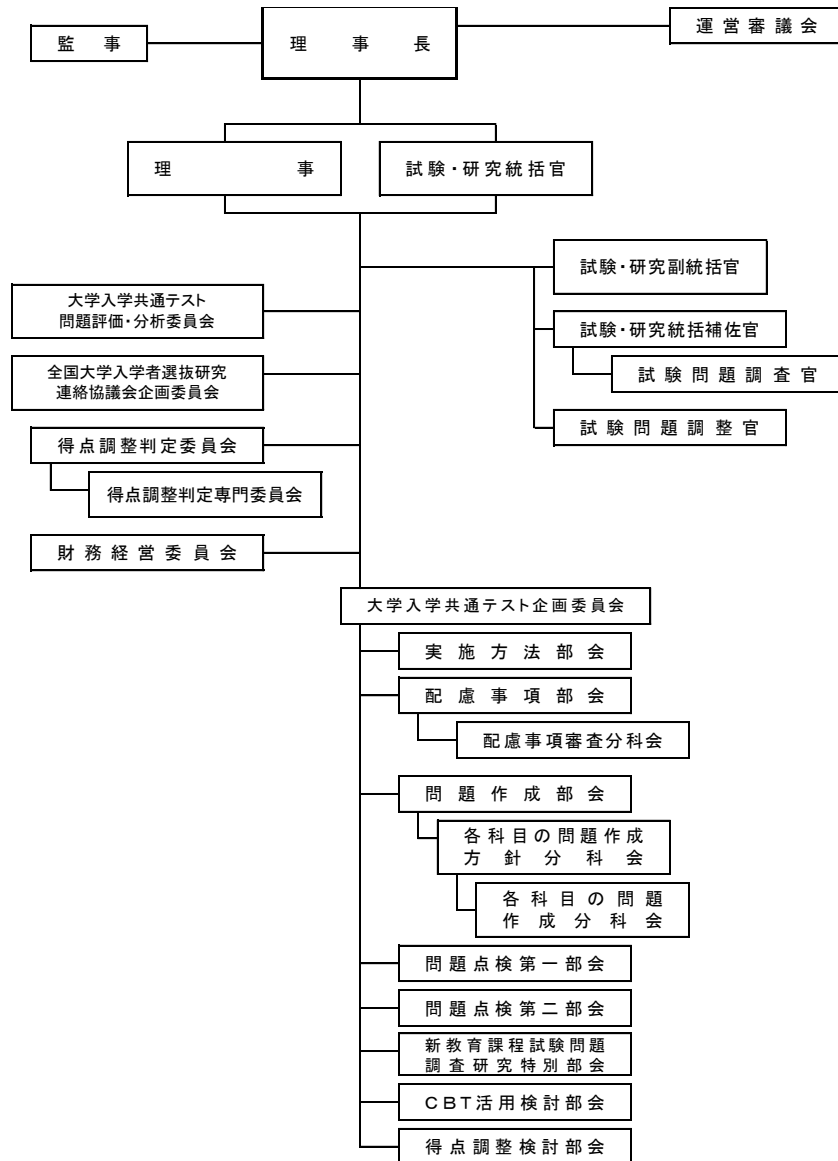 監事
理事長
運営審議会
理事
試験・研究統括官
試験・研究副統括官
大学入学共通テスト
問題評価・分析委員会
試験・研究統括補佐官
全国大学入学者選抜研究
連絡協議会企画委員会
試験問題調査官
得点調整判定委員会
試験問題調整官
得点調整判定専門委員会
財務経営委員会
大学入学共通テスト企画委員会
実施方法部会
配慮事項部会
配慮事項審査分科会
問題作成部会
各科目の問題作成
方針分科会
各科目の問題
作成分科会
問題点検第一部会
問題点検第二部会
新教育課程試験問題
調査研究特別部会
CBT活用検討部会
得点調整検討部会